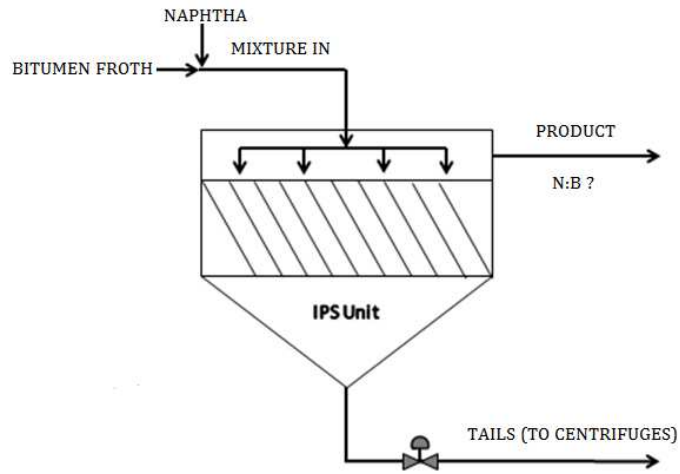 NAPHTHA
MIXTURE IN
BITUMEN FROTH
PRODUCT
N:B ?
IPS Unit
TAILS (TO CENTRIFUGES)